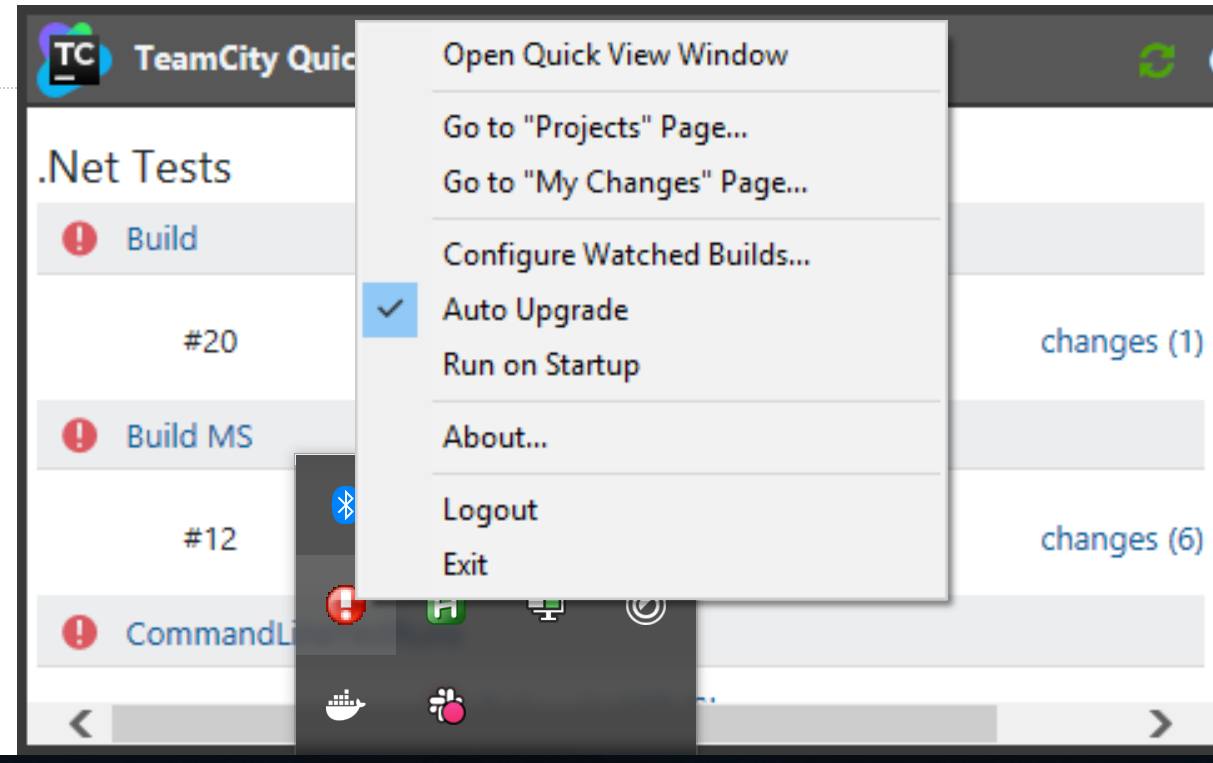 TC TeamCity Quic
.Net Tests
Build
#20
changes (1)
Build MS
#12
changes (6)
Open Quick View Window
Go to "Projects" Page...
Go to "My Changes" Page...
Configure Watched Builds...
Auto Upgrade
Run on Startup
About...
Logout
Exit